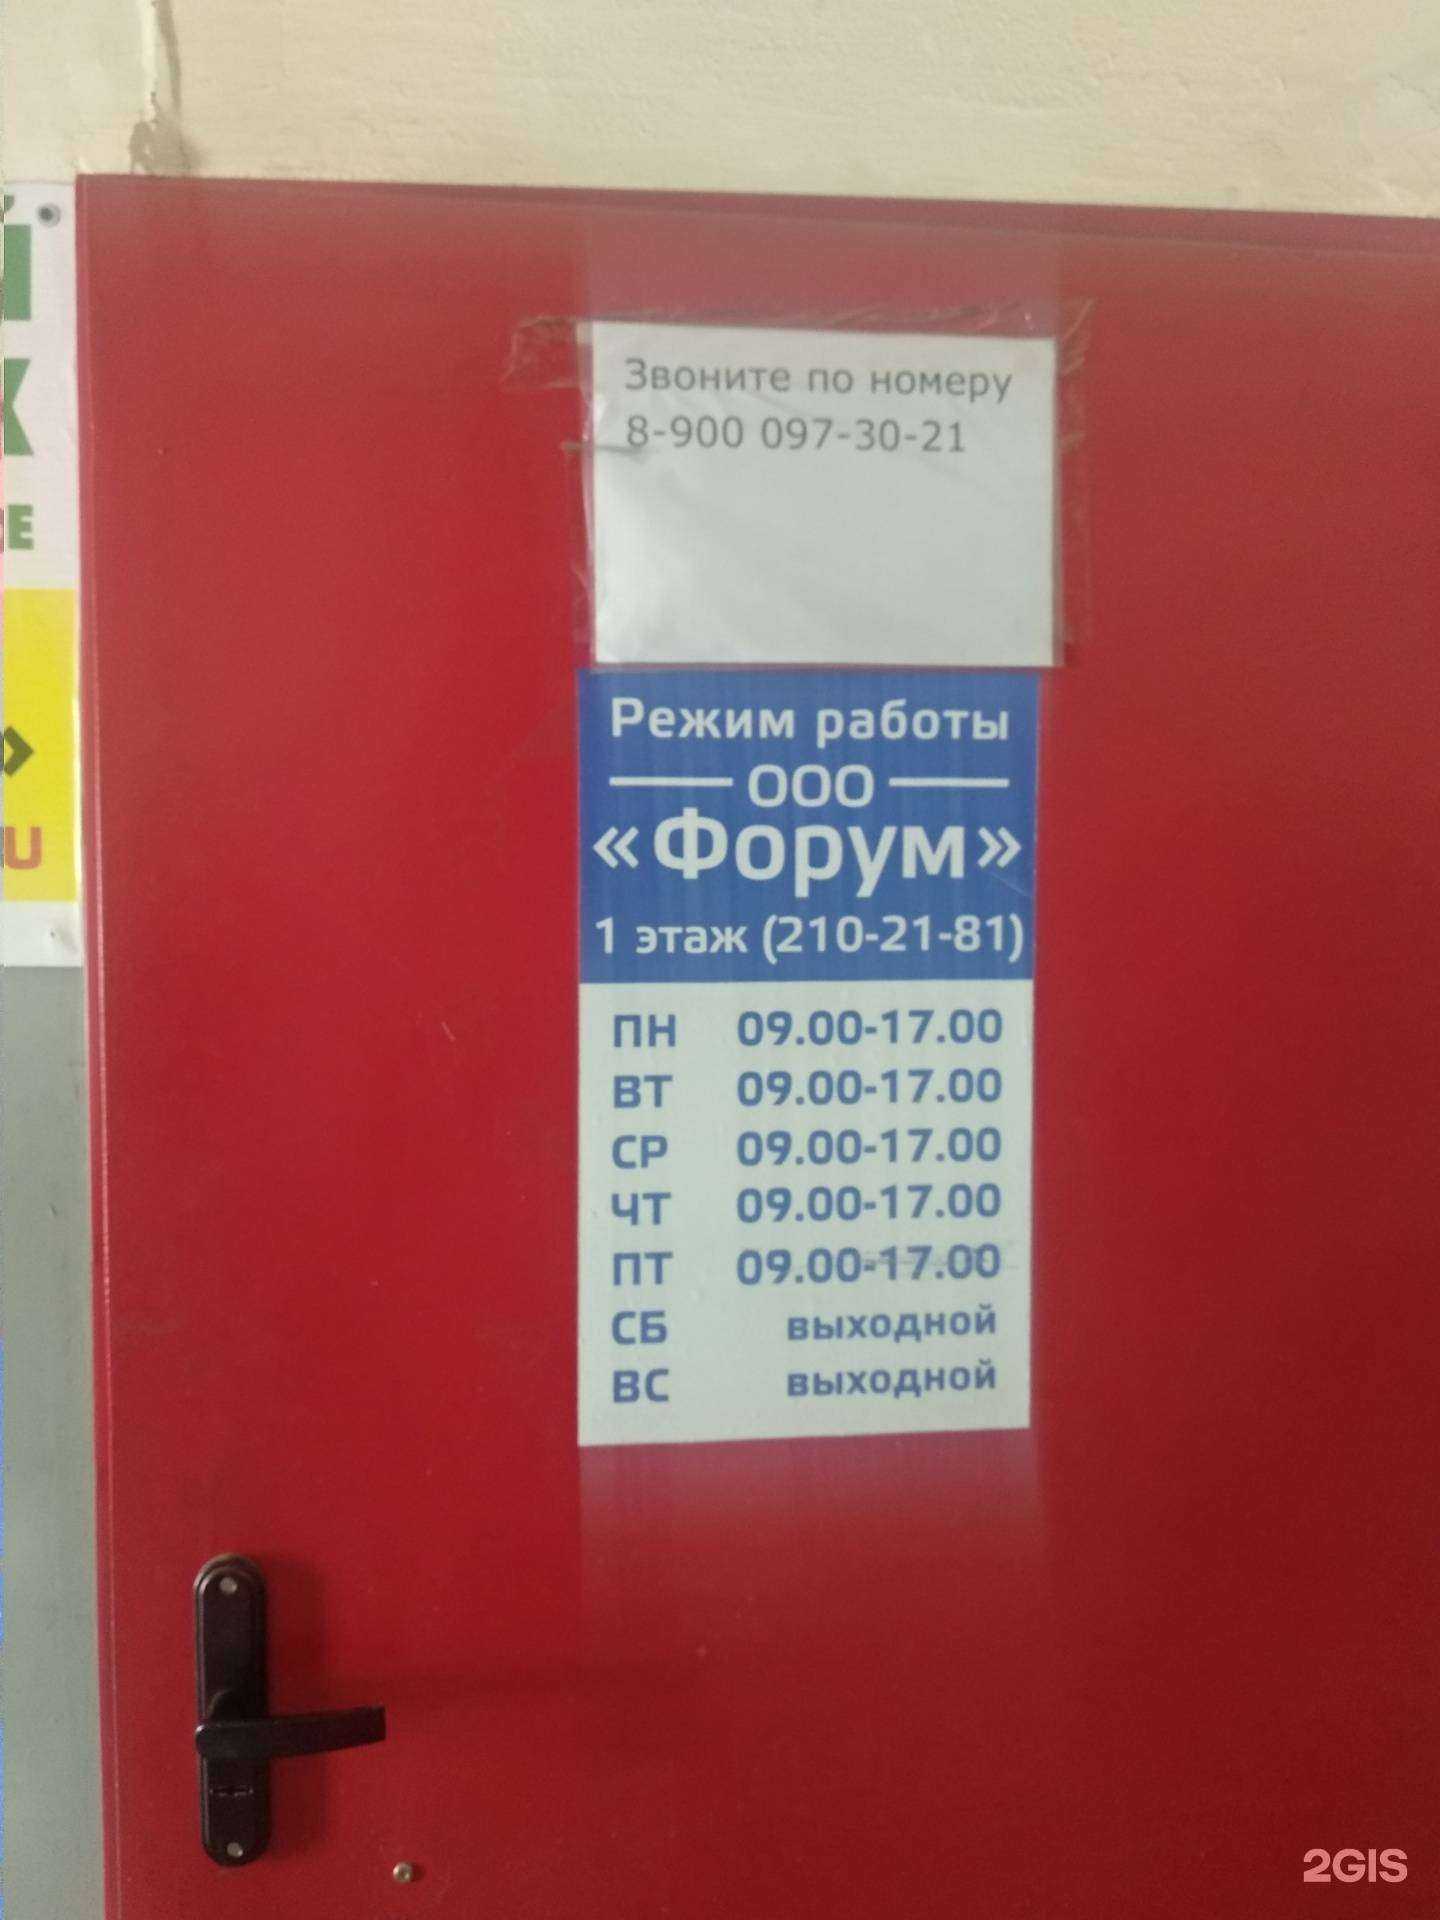 Й
Ж
Е
»
U
Звоните по номеру
8-900 097-30-21
Режим работы
ООО
«Форум»
1 этаж (210-21-81)
ПН 09.00-17.00
ВТ 09.00-17.00
СР 09.00-17.00
ЧТ 09.00-17.00
ПТ 09.00-17.00
СБ выходной
ВС выходной
2GIS